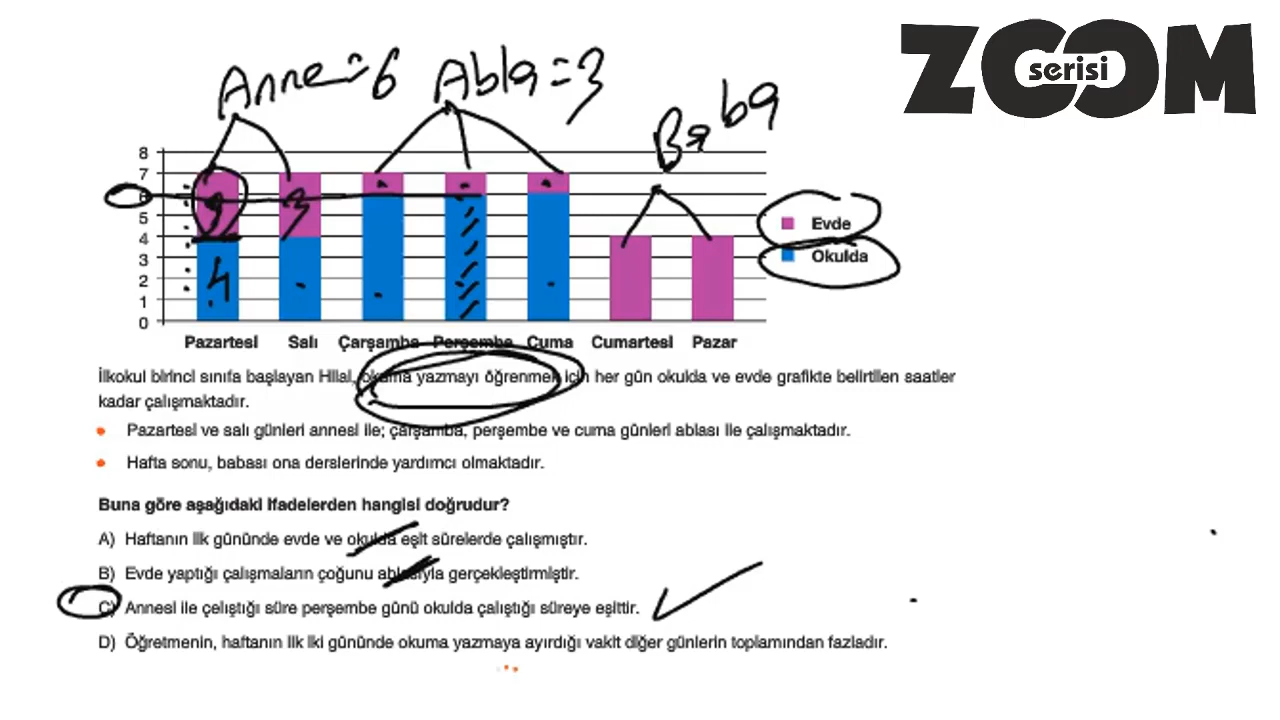 ZOOM
serisi
Anne=6 Abla=3
Baba
8
7
6
5
4
3
2
1
0
3
3
4
Evde
Okulda
Pazartesi Salı Çarşamba Perşembe Cuma Cumartesi Pazar
İlkokul birinci sınıfa başlayan Hilal, okuma yazmayı öğrenmek için her gün okulda ve evde grafikte belirtilen saatler
kadar çalışmaktadır.
• Pazartesi ve salı günleri annesi ile; çarşamba, perşembe ve cuma günleri ablası ile çalışmaktadır.
• Hafta sonu, babası ona derslerinde yardımcı olmaktadır.
Buna göre aşağıdaki ifadelerden hangisi doğrudur?
A) Haftanın ilk gününde evde ve okulda eşit sürelerde çalışmıştır.
B) Evde yaptığı çalışmaların çoğunu ablasıyla gerçekleştirmiştir.
C) Annesi ile çelıştığı süre perşembe günü okulda çalıştığı süreye eşittir.
D) Öğretmenin, haftanın ilk iki gününde okuma yazmaya ayırdığı vakit diğer günlerin toplamından fazladır.